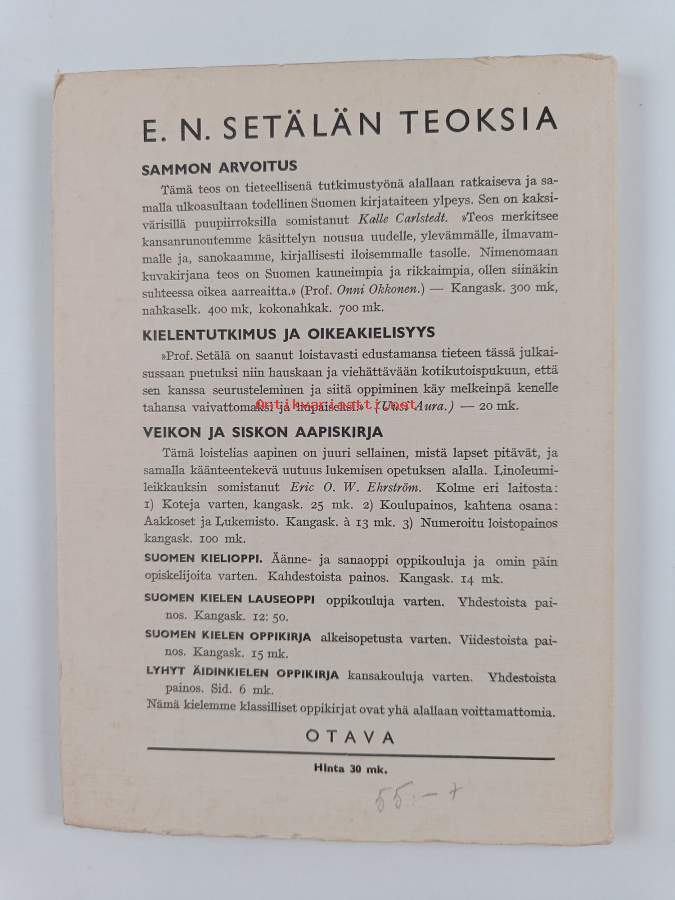 E. N. SETÄLÄN TEOKSIA
SAMMON ARVOITUS
Tämä teos on tieteellisenä tutkimustyönä alallaan ratkaiseva ja sa-
malla ulkoasultaan todellinen Suomen kirjataiteen ylpeys. Sen on kaksi-
värisillä puupiirroksilla somistanut Kalle Carlstedt. »Teos merkitsee
kansanrunoutemme käsittelyn nousua uudelle, ylevämmälle, ilmavam-
malle ja, sanokaamme, kirjallisesti iloisemmalle tasolle. Nimenomaan
kuvakirjana teos on Suomen kauneimpia ja rikkaimpia, ollen siinäkin
suhteessa oikea aarreaitta.» (Prof. Onni Okkonen.) — Kangask. 300 mk,
nahkaselk. 400 mk, kokonahkak. 700 mk.
KIELENTUTKIMUS JA OIKEAKIELISYYS
»Prof. Setälä on saanut loistavasti edustamansa tieteen tässä julkai-
sussaan puetuksi niin hauskaan ja viehättävään kotikutoispukuun, että
sen kanssa seurusteleminen ja siitä oppiminen käy melkeinpä kenelle
tahansa vaivattomaksi ja helpoksi.» (Uusi Aura.) — 20 mk.
Antikvariaattiset
VEIKON JA SISKON AAPISKIRJA
Tämä loistelias aapinen on juuri sellainen, mistä lapset pitävät, ja
samalla käänteentekevä uutuus lukemisen opetuksen alalla. Linoleumi-
leikkauksin somistanut Eric O. W. Ehrström. Kolme eri laitosta:
1) Koteja varten, kangask. 25 mk. 2) Koulupainos, kahtena osana:
Aakkoset ja Lukemisto. Kangask. à 13 mk. 3) Numeroitu loistopainos
kangask. 100 mk.
SUOMEN KIELIOPPI. Äänne- ja sanaoppi oppikouluja ja omin päin
opiskelijoita varten. Kahdestoista painos. Kangask. 14 mk.
SUOMEN KIELEN LAUSEOPPI oppikouluja varten. Yhdestoista pai-
nos. Kangask. 12: 50.
SUOMEN KIELEN OPPIKIRJA alkeisopetusta varten. Viidestoista pai-
nos. Kangask. 15 mk.
LYHYT ÄIDINKIELEN OPPIKIRJA kansakouluja varten. Yhdestoista
painos. Sid. 6 mk.
Nämä kielemme klassilliset oppikirjat ovat yhä alallaan voittamattomia.
OTAVA
Hinta 30 mk.
55.–+